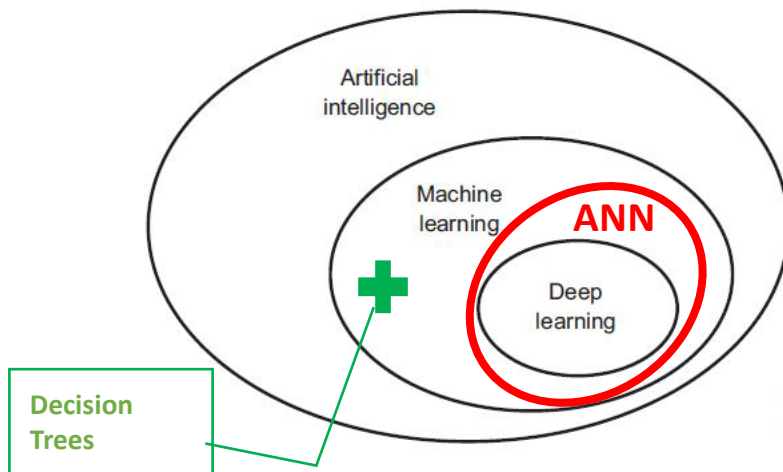 Artificial
intelligence
Machine
learning
ANN
Deep
learning
Decision
Trees